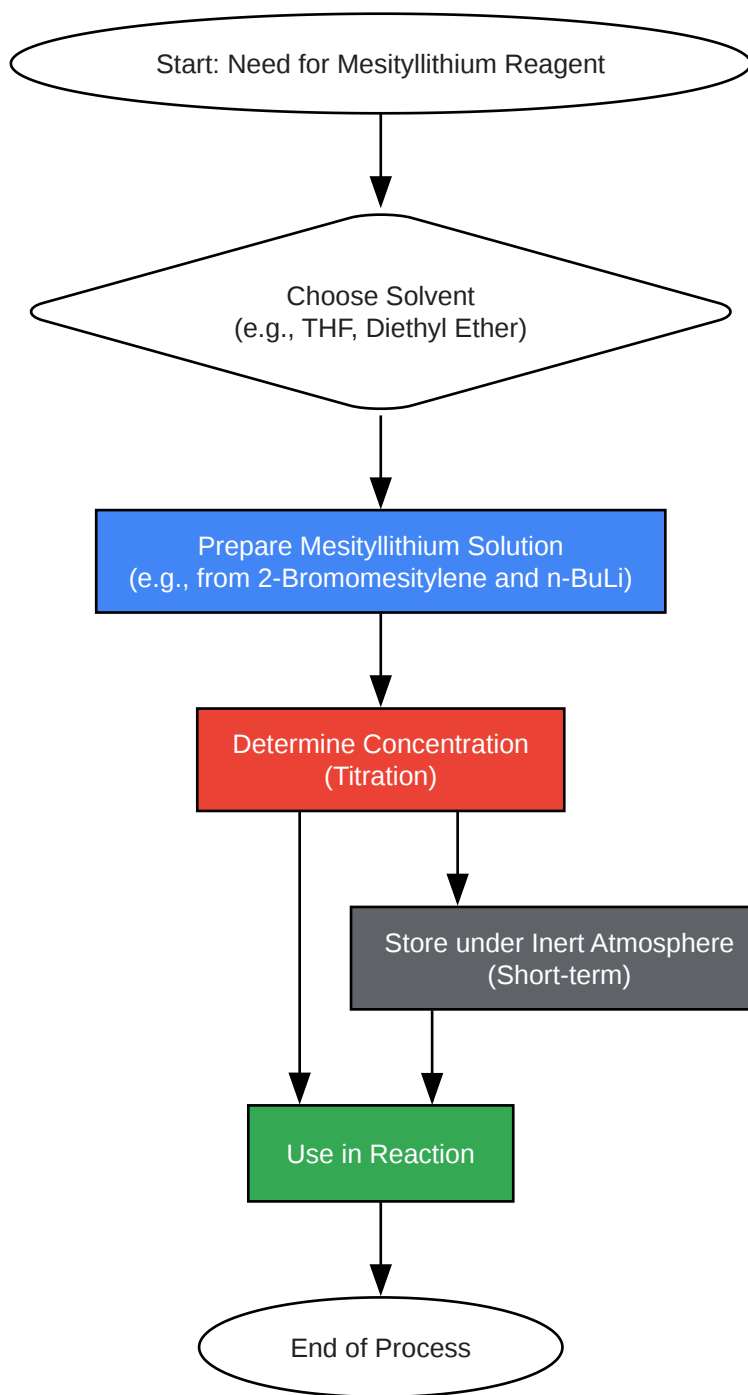 Start: Need for Mesityllithium Reagent
Choose Solvent
(e.g., THF, Diethyl Ether)
Prepare Mesityllithium Solution
(e.g., from 2-Bromomesitylene and n-BuLi)
Determine Concentration
(Titration)
Store under Inert Atmosphere
(Short-term)
Use in Reaction
End of Process